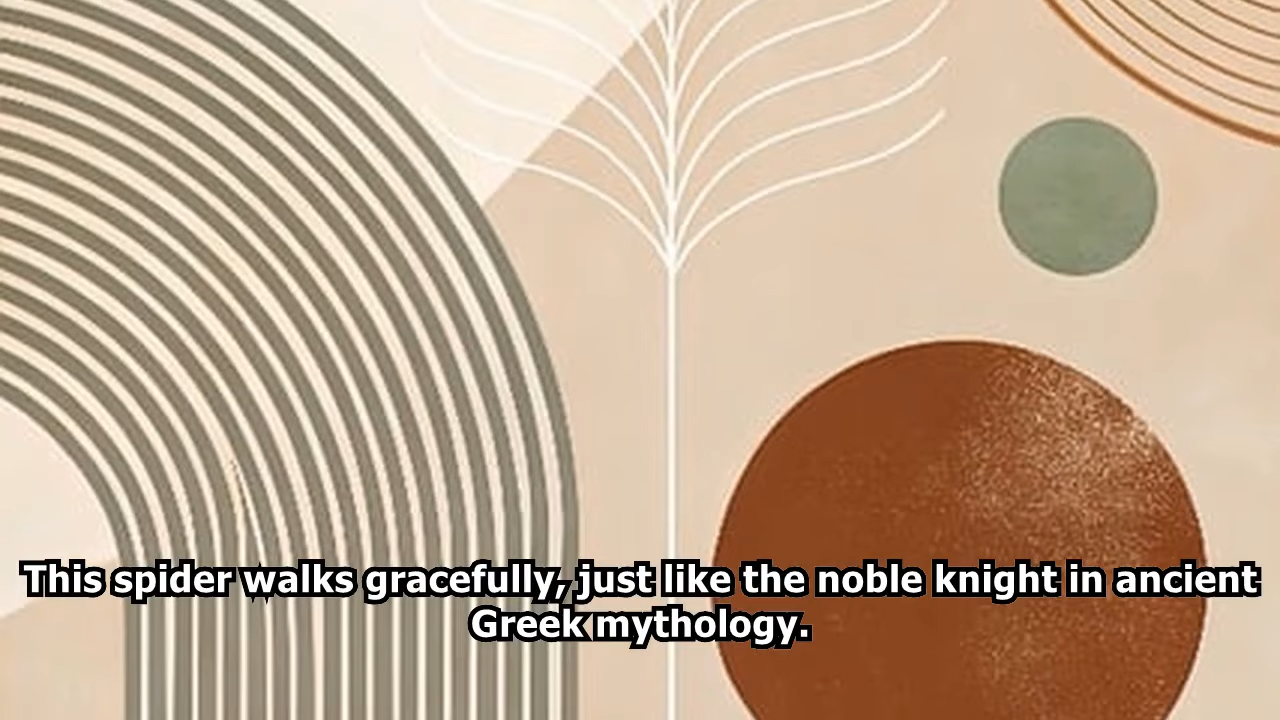 This spider walks gracefully, just like the noble knight in ancient
Greek mythology.